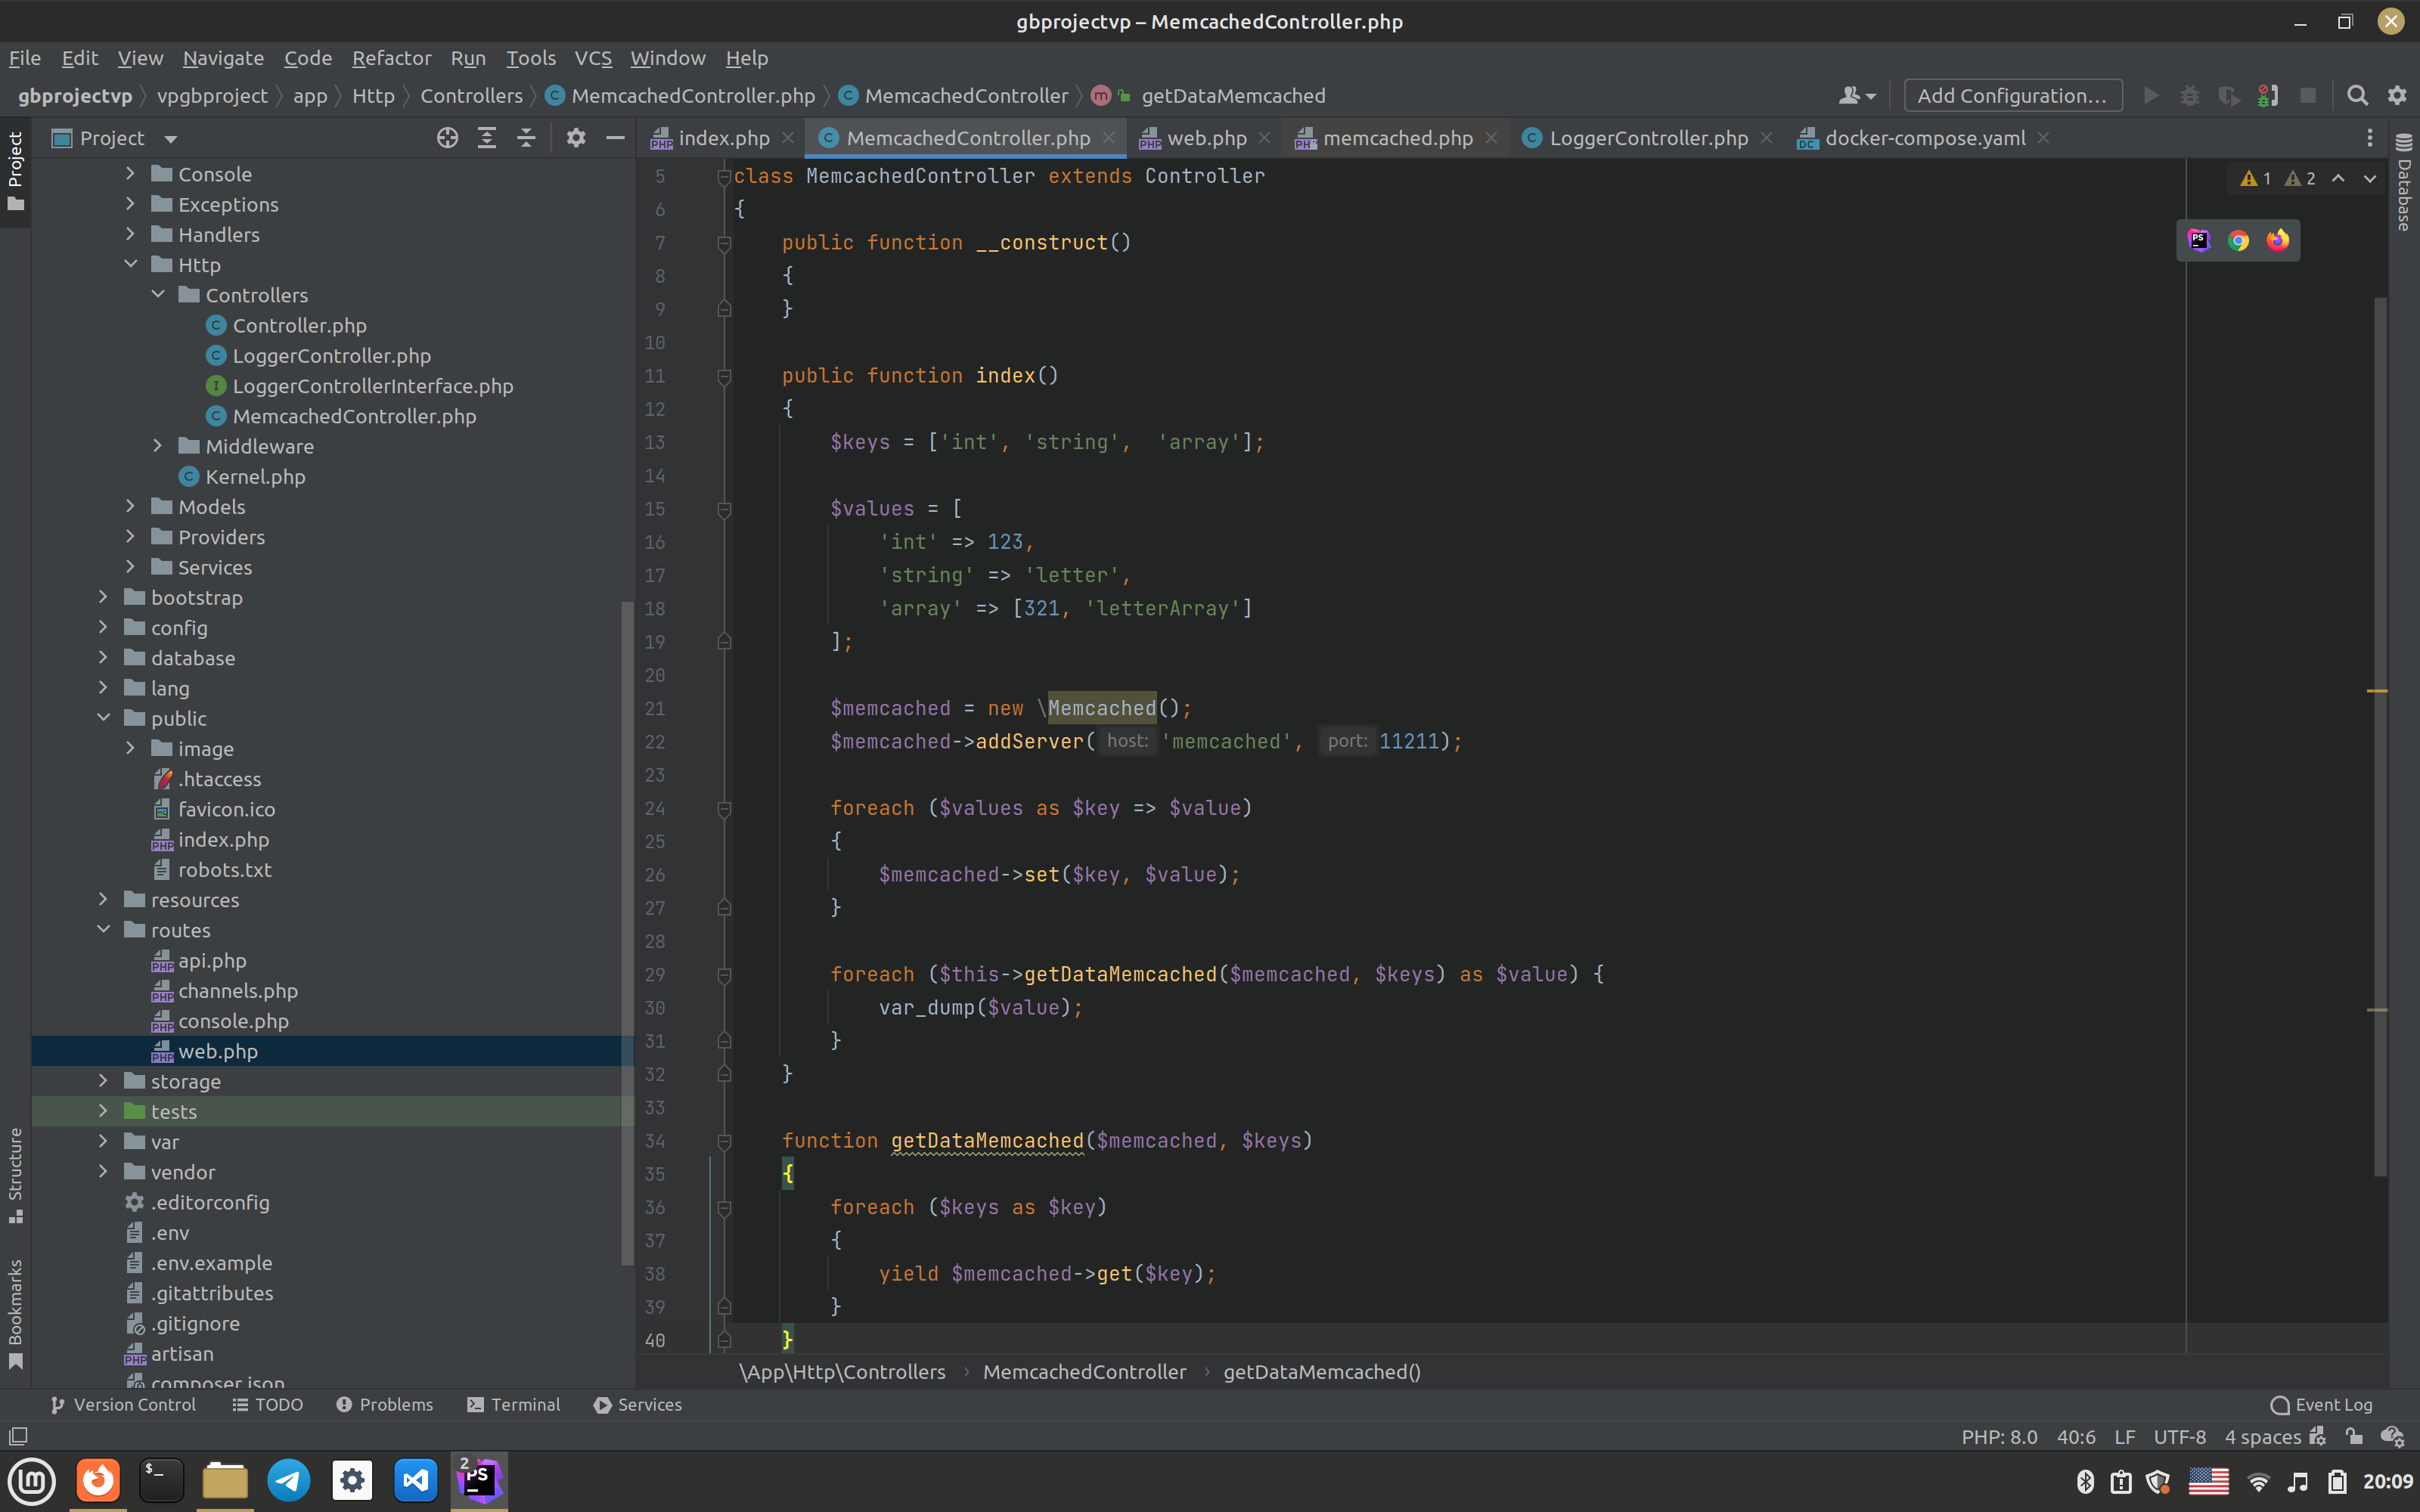 gbprojectvp – MemcachedController.php
File Edit View Navigate Code Refactor Run Tools VCS Window Help
gbprojectvp vpgbproject app Http Controllers MemcachedController.php MemcachedController getDataMemcached
Add Configuration...
Project
index.php MemcachedController.php web.php memcached.php LoggerController.php docker-compose.yaml
Project
Structure
Bookmarks
Database
Console
Exceptions
Handlers
Http
Controllers
Controller.php
LoggerController.php
LoggerControllerInterface.php
MemcachedController.php
Middleware
Kernel.php
Models
Providers
Services
bootstrap
config
database
lang
public
image
.htaccess
favicon.ico
index.php
robots.txt
resources
routes
api.php
channels.php
console.php
web.php
storage
tests
var
vendor
.editorconfig
.env
.env.example
.gitattributes
.gitignore
artisan
composer.json
1 2
5 class MemcachedController extends Controller
6 {
7 public function __construct()
8 {
9 }
10
11 public function index()
12 {
13 $keys = ['int', 'string',  'array'];
14
15 $values = [
16 'int' => 123,
17 'string' => 'letter',
18 'array' => [321, 'letterArray']
19 ];
20
21 $memcached = new \Memcached();
22 $memcached->addServer( host: 'memcached', port: 11211);
23
24 foreach ($values as $key => $value)
25 {
26 $memcached->set($key, $value);
27 }
28
29 foreach ($this->getDataMemcached($memcached, $keys) as $value) {
30 var_dump($value);
31 }
32 }
33
34 function getDataMemcached($memcached, $keys)
35 {
36 foreach ($keys as $key)
37 {
38 yield $memcached->get($key);
39 }
40 }
\App\Http\Controllers › MemcachedController › getDataMemcached()
Version Control TODO Problems Terminal Services Event Log
PHP: 8.0 40:6 LF UTF-8 4 spaces
2 PS
20:09